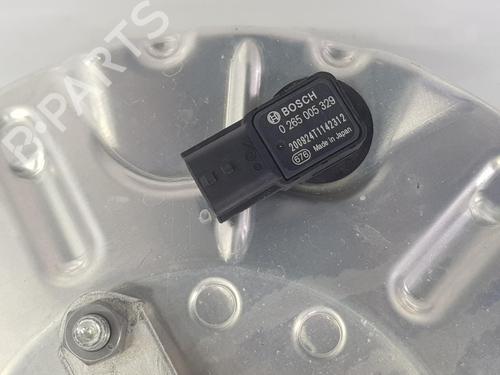 B-PARTS
BOSCH
0 265 005 329
200924T1142312
676 Made in Japan